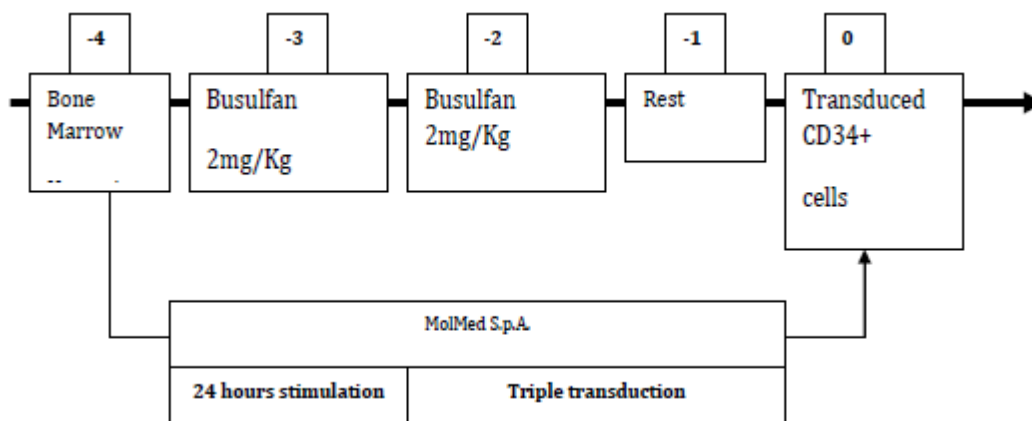 -4
-3
-2
-1
0
Bone
Marrow
Busulfan
2mg/Kg
Busulfan
2mg/Kg
Rest
Transduced
CD34+
cells
MolMed S.p.A.
24 hours stimulation
Triple transduction